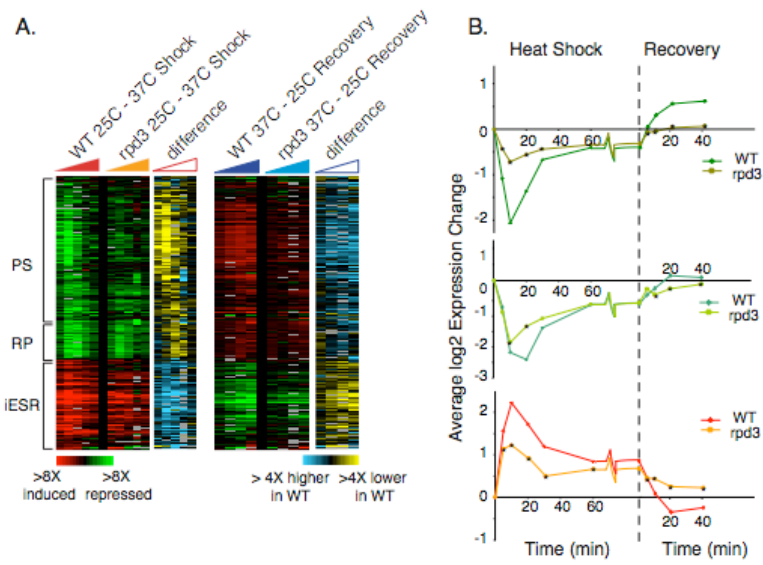 A.
WT 25C - 37C Shock
rpd3 25C - 37C Shock
difference
WT 37C - 25C Recovery
rpd3 37C - 25C Recovery
difference
PS
RP
iESR
>8X
induced
>8X
repressed
> 4X higher
in WT
>4X lower
in WT
B.
Heat Shock
Recovery
Average log2 Expression Change
1
0
-1
-2
20 40 60
20 40
WT
rpd3
1
0
-1
-2
-3
20 40 60
20 40
WT
rpd3
2
1
0
-1
20 40 60
20 40
WT
rpd3
Time (min)
Time (min)